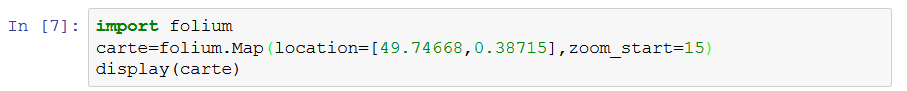 In [7]: import folium
carte=folium.Map(location=[49.74668,0.38715],zoom_start=15)
display(carte)